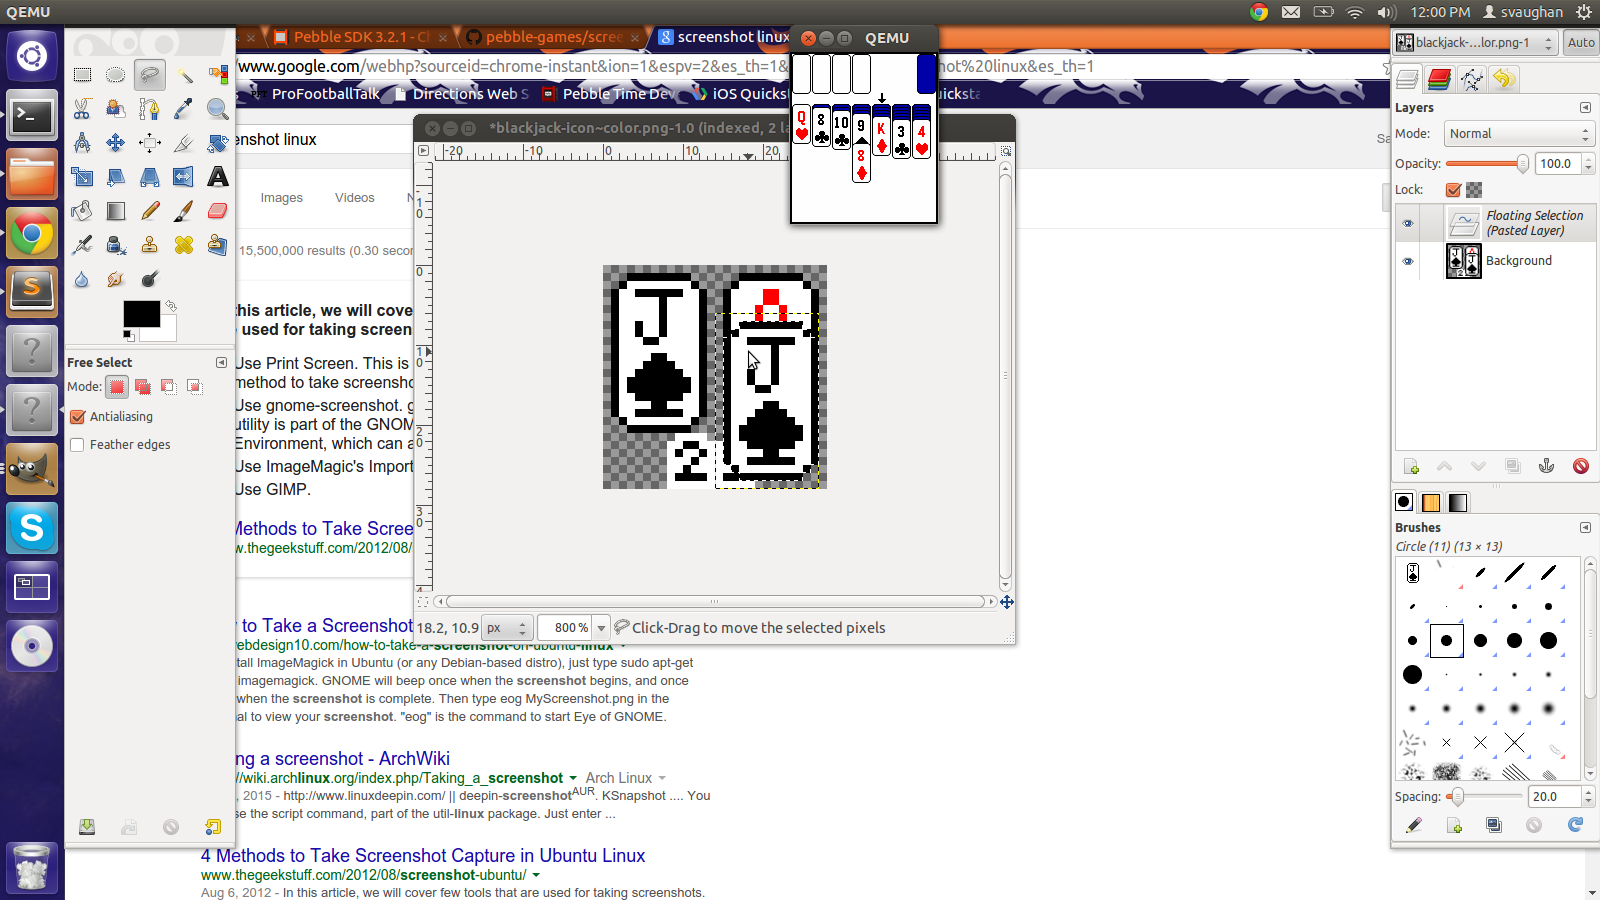 QEMU
12:00 PM
svaughan
Pebble SDK 3.2.1 - C
pebble-games/scree
screenshot linux
QEMU
www.google.com/webhp?sourceid=chrome-instant&ion=1&espv=2&es_th=1&
hot%20linux&es_th=1
ProFootballTalk
Directions Web S
Pebble Time Dev
iOS Quicks
cksta
enshot linux
Sa
Images
Videos
15,500,000 results (0.30 secon
this article, we will cove
used for taking screen
Use Print Screen. This is
method to take screensho
Use gnome-screenshot. g
utility is part of the GNOM
Environment, which can a
Use ImageMagic's Import
Use GIMP.
Methods to Take Scree
w.thegeekstuff.com/2012/08/
to Take a Screenshot
webdesign10.com/how-to-take-a-screenshot-on-ubuntu-linux
tall ImageMagick in Ubuntu (or any Debian-based distro), just type sudo apt-get
imagemagick. GNOME will beep once when the screenshot begins, and once
when the screenshot is complete. Then type eog MyScreenshot.png in the
nal to view your screenshot. "eog" is the command to start Eye of GNOME.
ng a screenshot - ArchWiki
//wiki.archlinux.org/index.php/Taking_a_screenshot Arch Linux
, 2015 - http://www.linuxdeepin.com/ || deepin-screenshotAUR. KSnapshot .... You
se the script command, part of the util-linux package. Just enter ...
4 Methods to Take Screenshot Capture in Ubuntu Linux
www.thegeekstuff.com/2012/08/screenshot-ubuntu/
Aug 6, 2012 - In this article, we will cover few tools that are used for taking screenshots.
Free Select
Mode:
Antialiasing
Feather edges
*blackjack-icon~color.png-1.0 (indexed, 2 la
-20
-10
0
10
20
Q
8
10
9
K
3
4
8
J
A
J
2
18.2, 10.9
px
800 %
Click-Drag to move the selected pixels
blackjack-...lor.png-1
Auto
Layers
Mode:
Normal
Opacity:
100.0
Lock:
Floating Selection
(Pasted Layer)
Background
Brushes
Circle (11) (13 × 13)
Spacing:
20.0